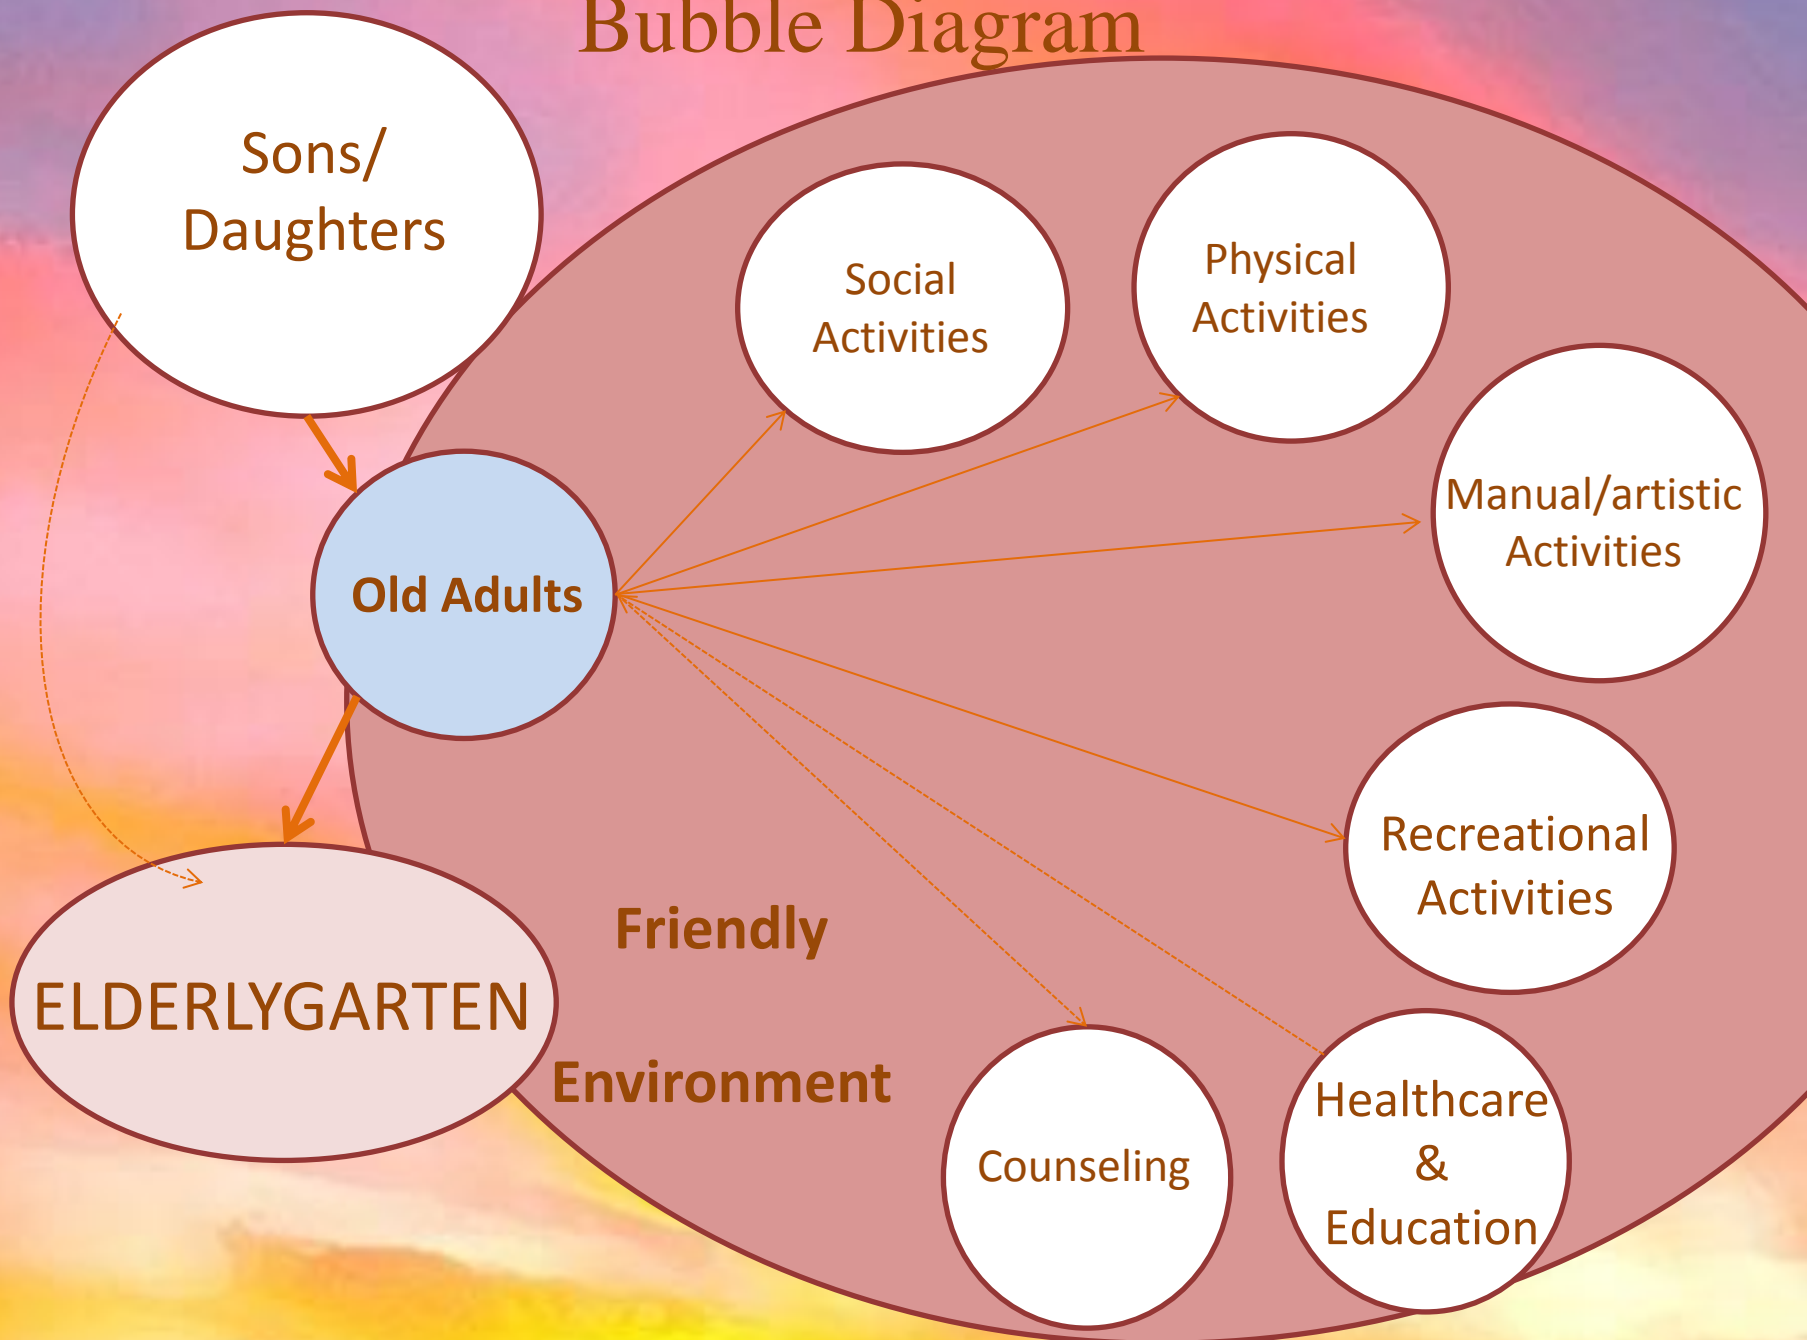 Bubble Diagram
Sons/
Daughters
Social
Activities
Physical
Activities
Manual/artistic
Activities
Old Adults
Recreational
Activities
Friendly
Environment
ELDERLYGARTEN
Counseling
Healthcare
&
Education